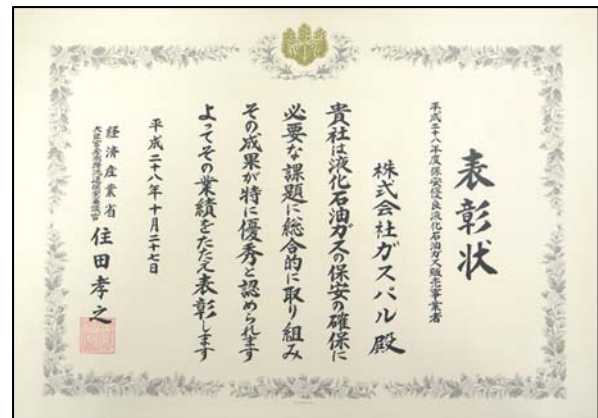 表彰状
平成二十八年度保安優良液化石油ガス販売事業者
株式会社ガスパル殿
貴社は液化石油ガスの保安の確保に
必要な課題に総合的に取り組み
その成果が特に優秀と認められます
よってその業績をたたえ表彰します
平成二十八年十月二十七日
経済産業省
住田孝之